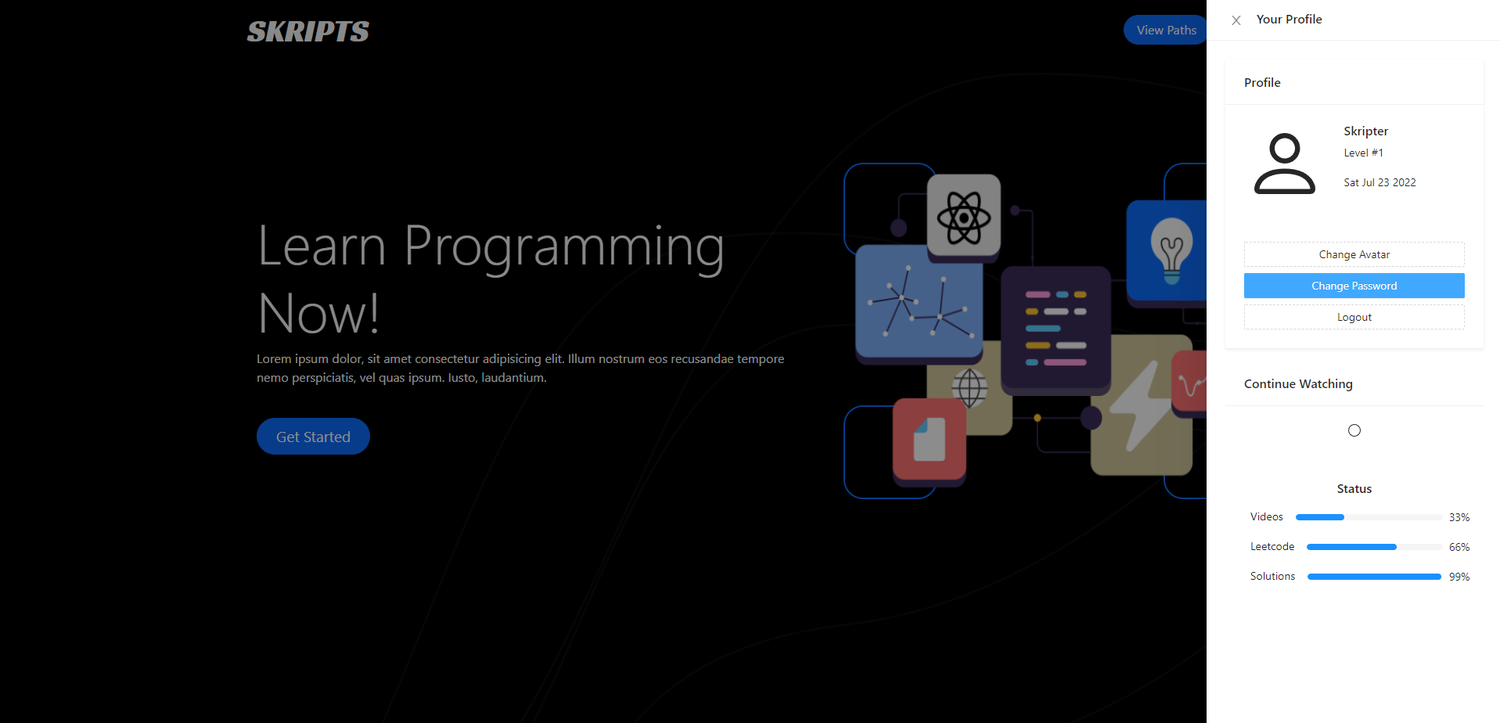 SKRIPTS
View Paths
Learn Programming
Now!
Lorem ipsum dolor, sit amet consectetur adipisicing elit. Illum nostrum eos recusandae tempore
nemo perspiciatis, vel quas ipsum. Iusto, laudantium.
Get Started
Your Profile
Profile
Skripter
Level #1
Sat Jul 23 2022
Change Avatar
Change Password
Logout
Continue Watching
Status
Videos 33%
Leetcode 66%
Solutions 99%